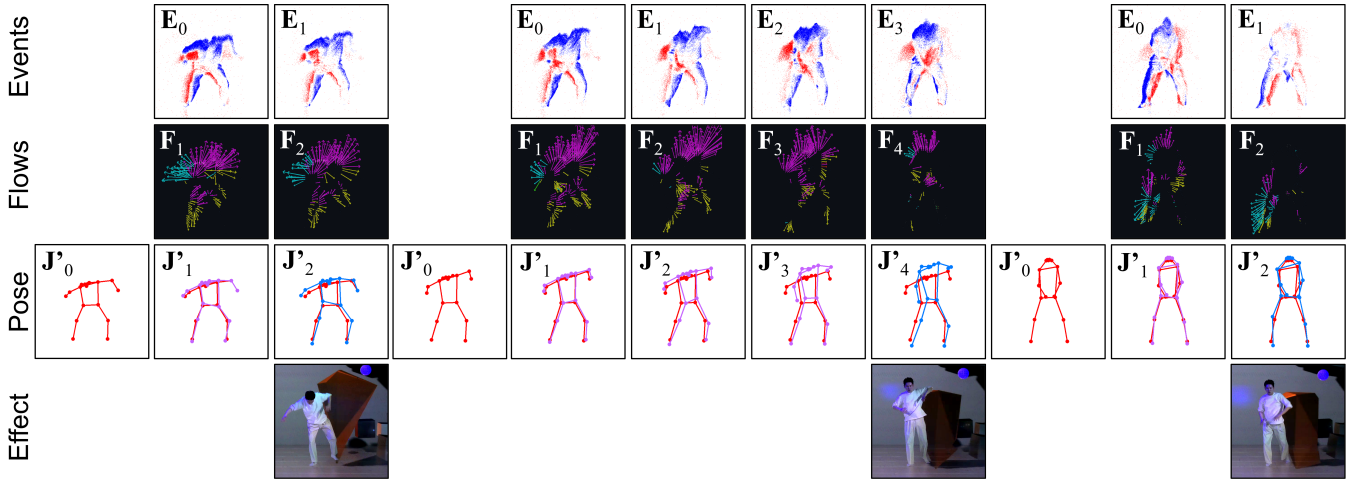 Events
E0
E1
E0
E1
E2
E3
E0
E1
Flows
F1
F2
F1
F2
F3
F4
F1
F2
Pose
J'0
J'1
J'2
J'0
J'1
J'2
J'3
J'4
J'0
J'1
J'2
Effect